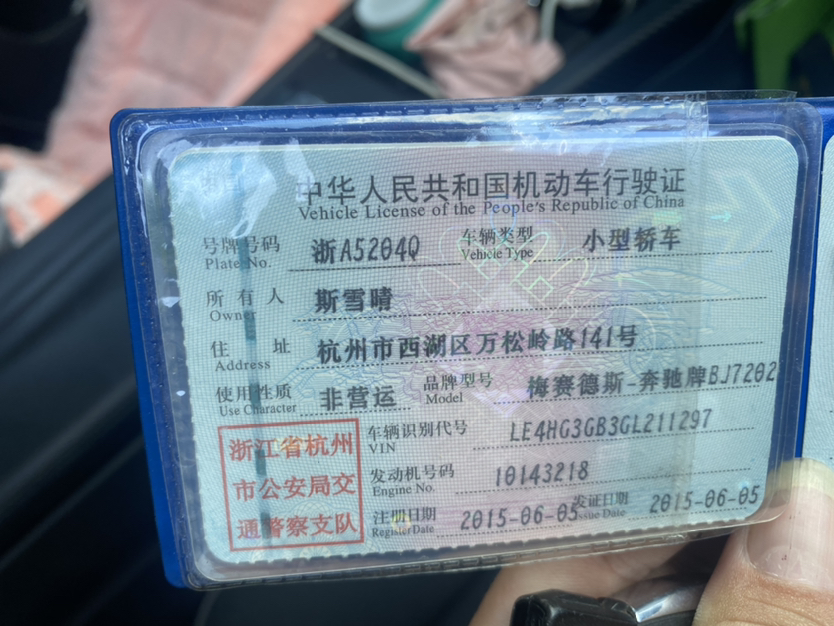 中华人民共和国机动车行驶证
Vehicle License of the People's Republic of China
号牌号码 浙A5204Q 车辆类型 小型轿车
Plate No. Vehicle Type
所有人 斯雪晴
Owner
住址 杭州市西湖区万松岭路141号
Address
使用性质 非营运 品牌型号 梅赛德斯-奔驰牌BJ7202
Use Character Model
浙江省杭州
市公安局交
通警察支队
车辆识别代号 LE4HG3GB3GL211297
VIN
发动机号码 10143218
Engine No.
注册日期 2015-06-05 发证日期 2015-06-05
Register Date Issue Date